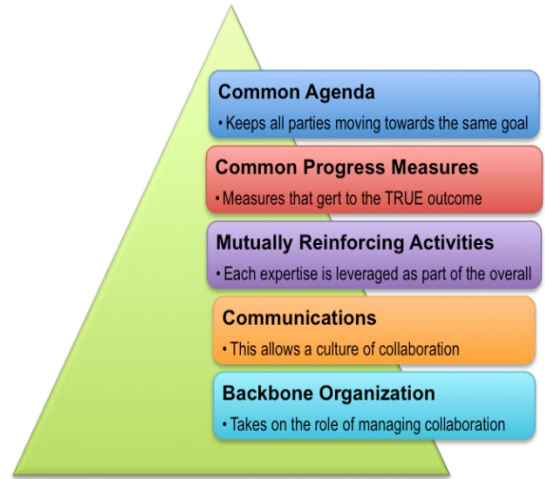 Common Agenda
• Keeps all parties moving towards the same goal
Common Progress Measures
• Measures that gert to the TRUE outcome
Mutually Reinforcing Activities
• Each expertise is leveraged as part of the overall
Communications
• This allows a culture of collaboration
Backbone Organization
• Takes on the role of managing collaboration